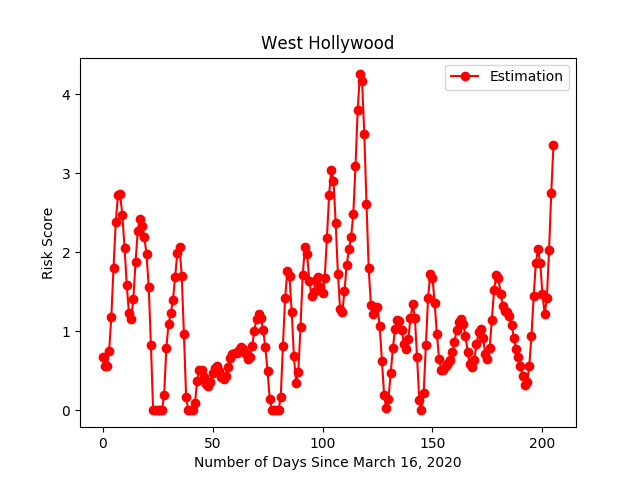 West Hollywood
Estimation
Risk Score
4
3
2
1
0
0 50 100 150 200
Number of Days Since March 16, 2020